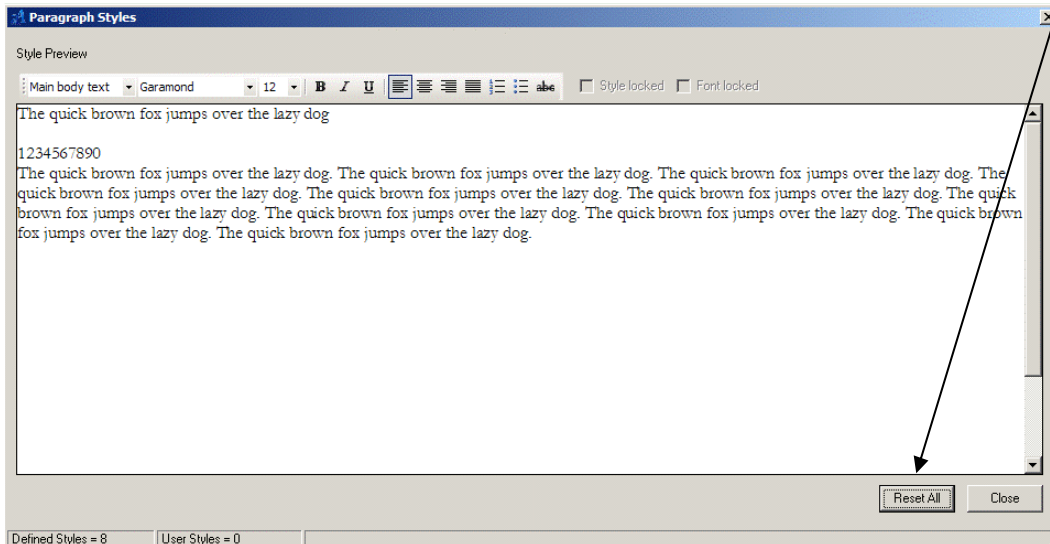 Paragraph Styles
Style Preview
Main body text Garamond 12 B I U abc Style locked Font locked
The quick brown fox jumps over the lazy dog
1234567890
The quick brown fox jumps over the lazy dog. The quick brown fox jumps over the lazy dog. The quick brown fox jumps over the lazy dog. The
quick brown fox jumps over the lazy dog. The quick brown fox jumps over the lazy dog. The quick brown fox jumps over the lazy dog. The quick
brown fox jumps over the lazy dog. The quick brown fox jumps over the lazy dog. The quick brown fox jumps over the lazy dog. The quick brown
fox jumps over the lazy dog. The quick brown fox jumps over the lazy dog.
Reset All Close
Defined Styles = 8 User Styles = 0